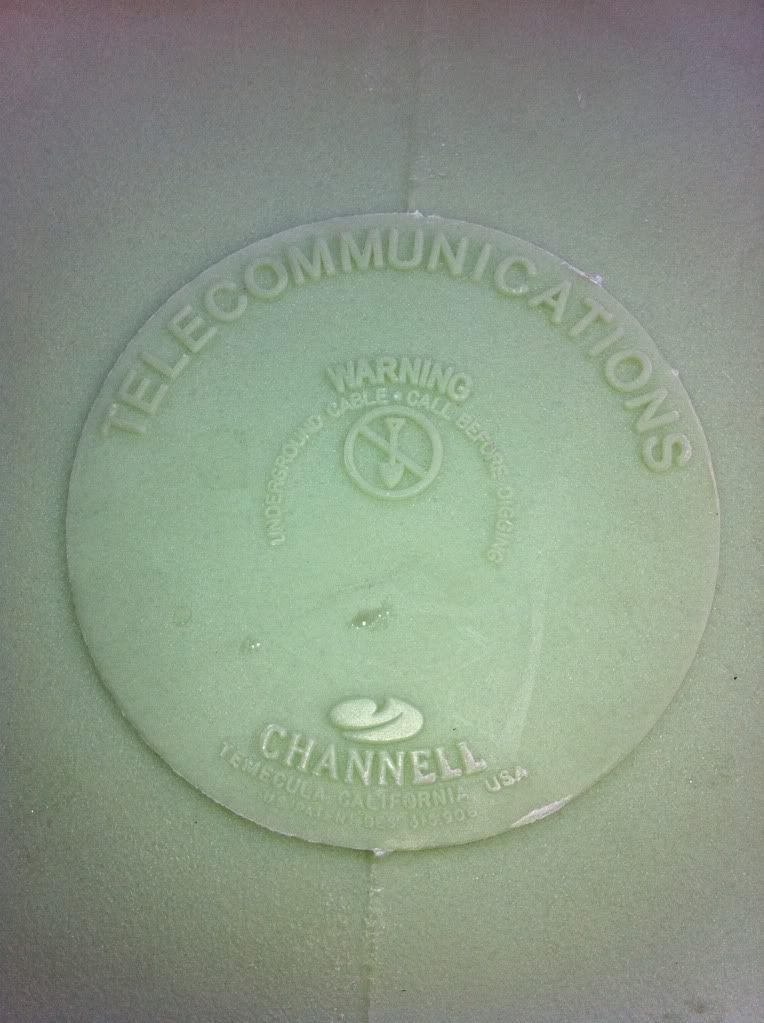 TELECOMMUNICATIONS
WARNING
UNDERGROUND CABLE • CALL BEFORE DIGGING
CHANNELL
TEMECULA, CALIFORNIA USA